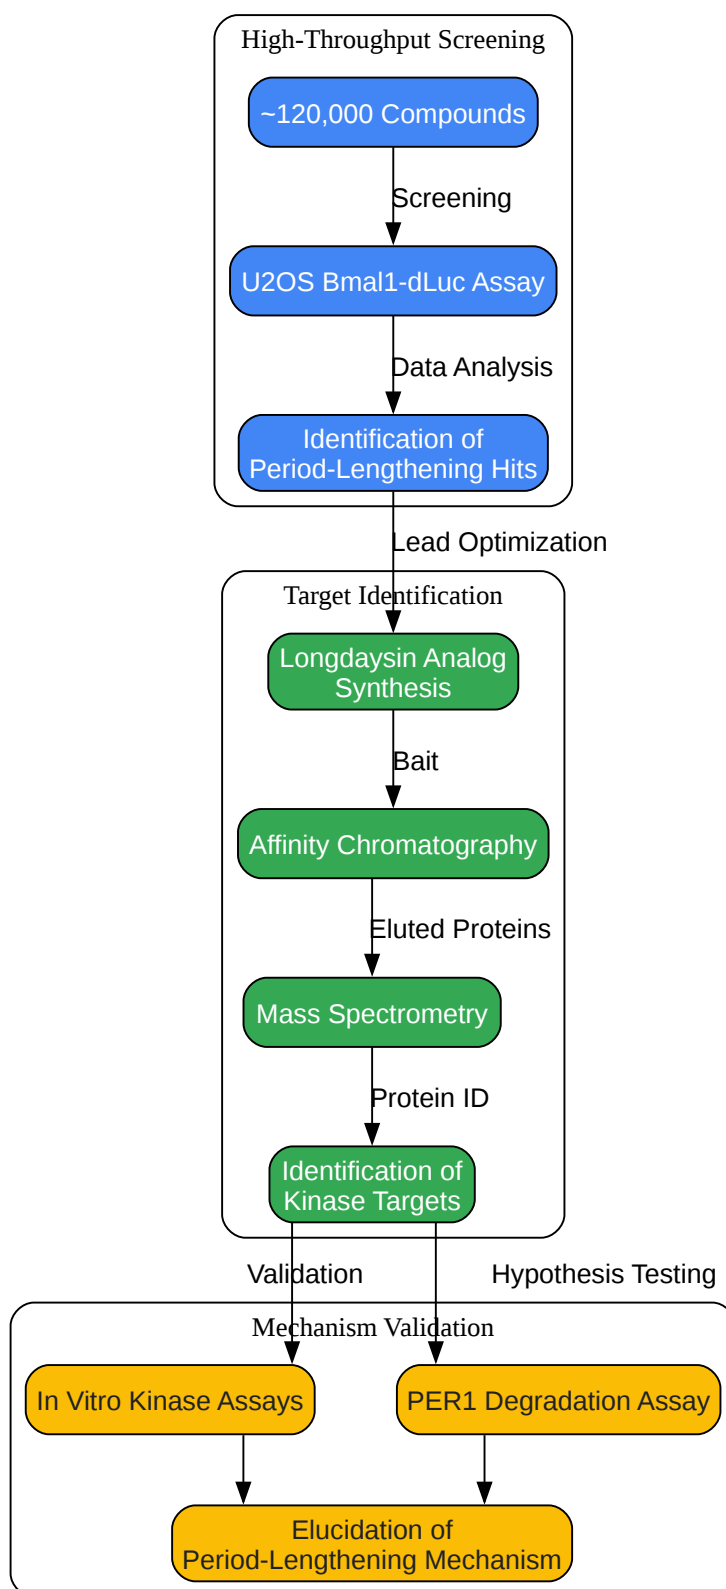 High-Throughput Screening
~120,000 Compounds
Screening
U2OS Bmal1-dLuc Assay
Data Analysis
Identification of
Period-Lengthening Hits
Lead Optimization
Target Identification
Longdaysin Analog
Synthesis
Bait
Affinity Chromatography
Eluted Proteins
Mass Spectrometry
Protein ID
Identification of
Kinase Targets
Validation
Hypothesis Testing
Mechanism Validation
In Vitro Kinase Assays
PER1 Degradation Assay
Elucidation of
Period-Lengthening Mechanism